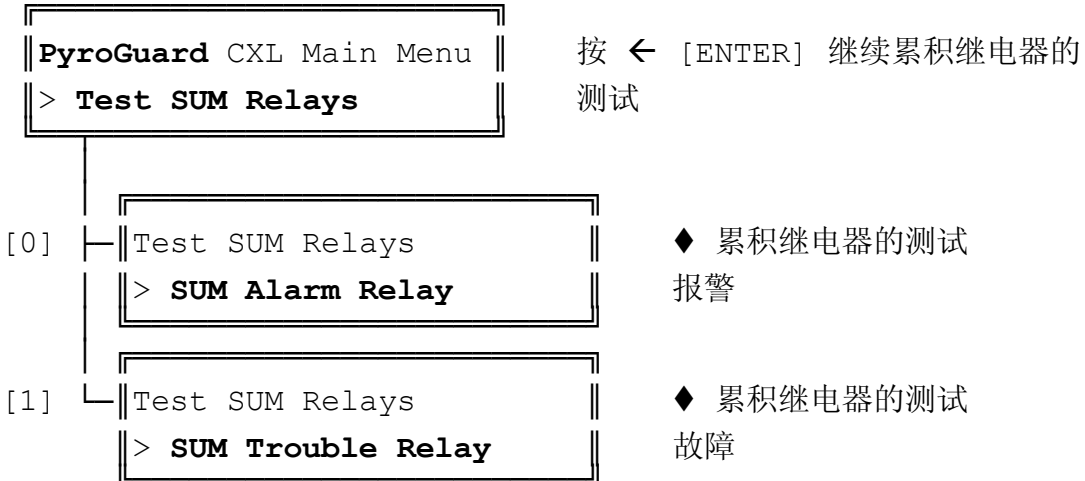 PyroGuard CXL Main Menu
按 ← [ENTER] 继续累积继电器的
> Test SUM Relays
测试
[0] Test SUM Relays
♦ 累积继电器的测试
> SUM Alarm Relay
报警
[1] Test SUM Relays
♦ 累积继电器的测试
> SUM Trouble Relay
故障